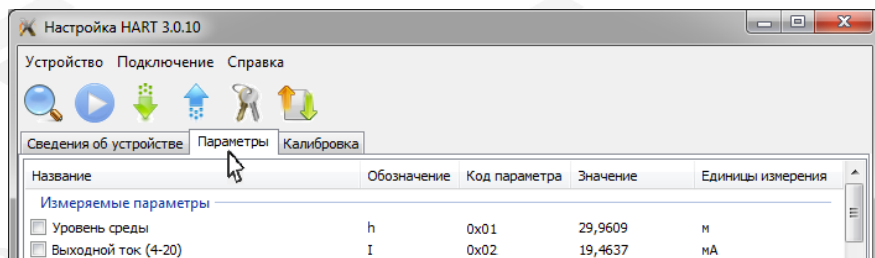 Настройка HART 3.0.10
Устройство Подключение Справка
Сведения об устройстве Параметры Калибровка
Название Обозначение Код параметра Значение Единицы измерения
Измеряемые параметры
Уровень среды h 0x01 29,9609 м
Выходной ток (4-20) I 0x02 19,4637 мА